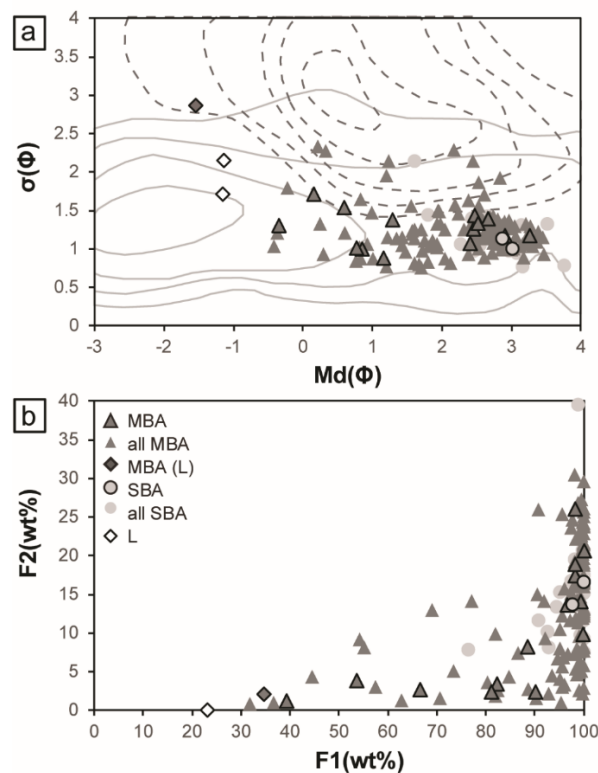 a
4
3.5
3
2.5
2
1.5
1
0.5
0
σ(Φ)
-3 -2 -1 0 1 2 3 4
Md(Φ)
b
40
35
30
25
20
15
10
5
0
F2(wt%)
MBA
all MBA
MBA (L)
SBA
all SBA
L
0 10 20 30 40 50 60 70 80 90 100
F1(wt%)